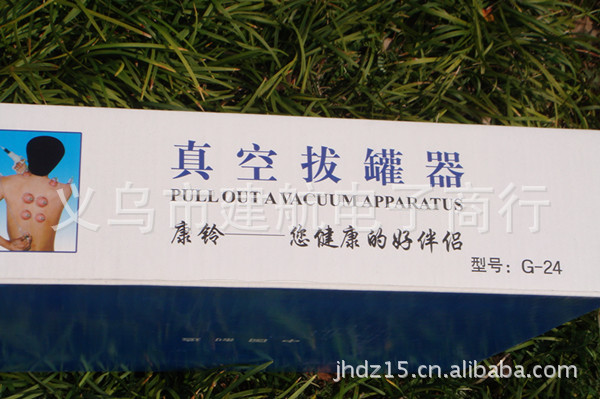 真空拔罐器
PULL OUT A VACUUM APPARATUS
义乌市建航电子商行
康铃——您健康的好伴侣
型号：G-24
jhdz15.cn.alibaba.com